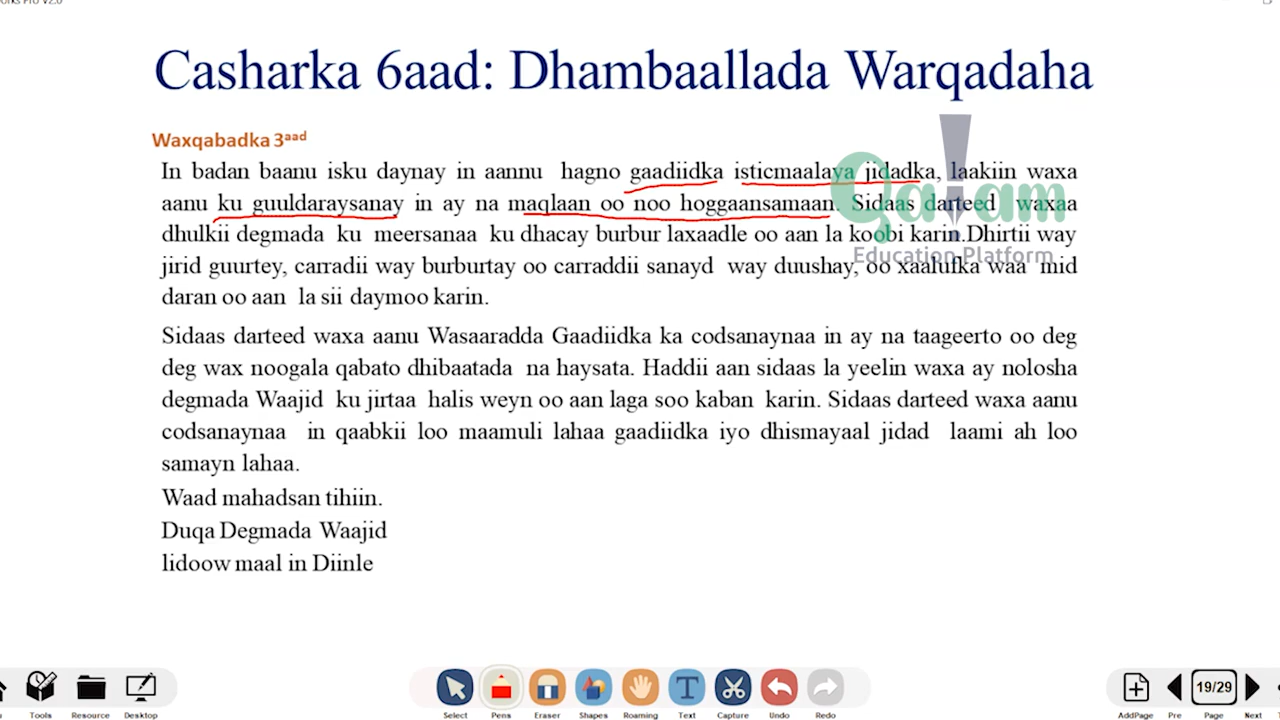 Casharka 6aad: Dhambaallada Warqadaha
Waxqabadka 3aad
In badan baanu isku daynay in aannu hagno gaadiidka isticmaalaya jidadka, laakiin waxa
aanu ku guuldaraysanay in ay na maqlaan oo noo hoggaansamaan. Sidaas darteed waxaa
dhulkii degmada ku meersanaa ku dhacay burbur laxaadle oo aan la koobi karin.Dhirtii way
jirid guurtey, carradii way burburtay oo carraddii sanayd way duushay, oo xaalufka waa mid
daran oo aan la sii daymoo karin.
Sidaas darteed waxa aanu Wasaaradda Gaadiidka ka codsanaynaa in ay na taageerto oo deg
deg wax noogala qabato dhibaatada na haysata. Haddii aan sidaas la yeelin waxa ay nolosha
degmada Waajid ku jirtaa halis weyn oo aan laga soo kaban karin. Sidaas darteed waxa aanu
codsanaynaa in qaabkii loo maamuli lahaa gaadiidka iyo dhismayaal jidad laami ah loo
samayn lahaa.
Waad mahadsan tihiin.
Duqa Degmada Waajid
lidoow maal in Diinle
Qalam
Education Platform
Tools Resource Desktop Select Pens Eraser Shapes Roaming Text Capture Undo Redo AddPage Pre Page Next
19/29